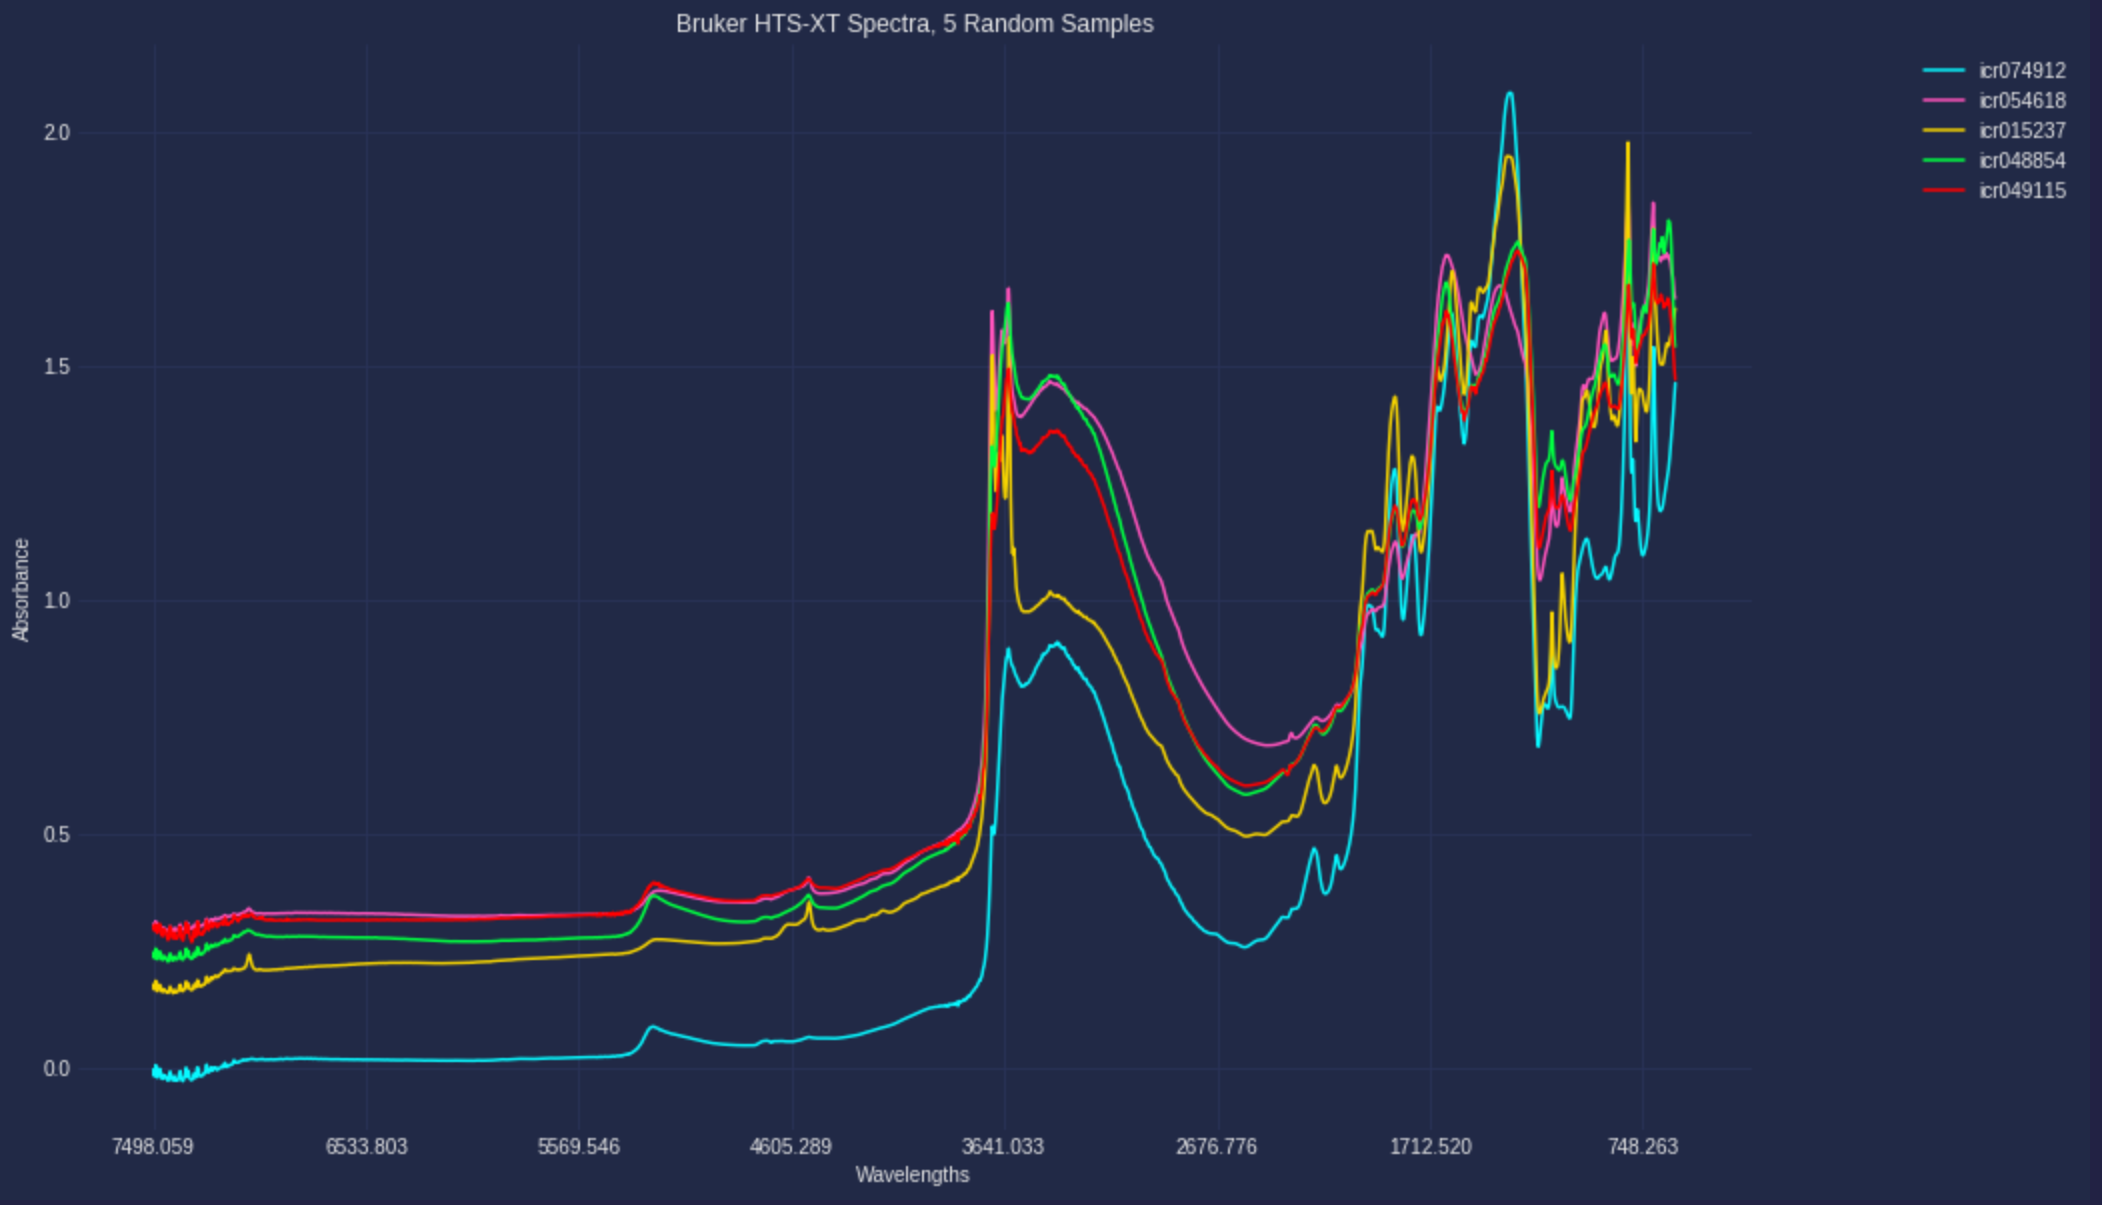 Bruker HTS-XT Spectra, 5 Random Samples
icr074912
icr054618
icr015237
icr048854
icr049115
2.0
1.5
1.0
0.5
0.0
Absorbance
7498.059 6533.803 5569.546 4605.289 3641.033 2676.776 1712.520 748.263
Wavelengths